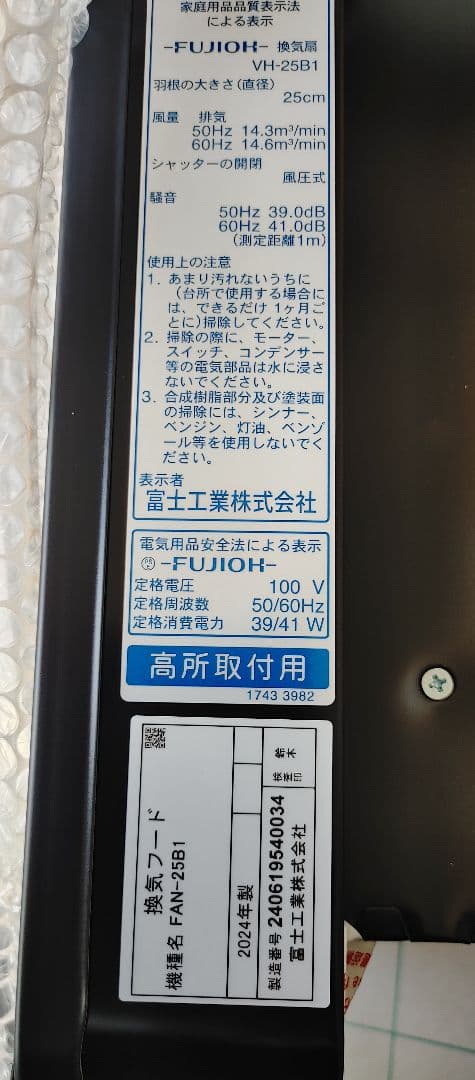 家庭用品品質表示法
による表示
-FUJIOH- 換気扇
VH-25B1
羽根の大きさ(直径)
25cm
風量 排気
50Hz 14.3m³/min
60Hz 14.6m³/min
シャッターの開閉
風圧式
騒音
50Hz 39.0dB
60Hz 41.0dB
(測定距離1m)
使用上の注意
1. あまり汚れないうちに
(台所で使用する場合に
は、できるだけ1ヶ月ご
とに)掃除してください。
2. 掃除の際に、モーター、
スイッチ、コンデンサー
等の電気部品は水に浸さ
ないでください。
3. 合成樹脂部分及び塗装面
の掃除には、シンナー、
ベンジン、灯油、ベンゾ
ール等を使用しないでく
ださい。
表示者
富士工業株式会社
電気用品安全法による表示
-FUJIOH-
定格電圧 100 V
定格周波数 50/60Hz
定格消費電力 39/41 W
高所取付用
1743 3982
換気フード
機種名 FAN-25B1
2024年製
製造番号 240619540034
富士工業株式会社
検査印
鈴木